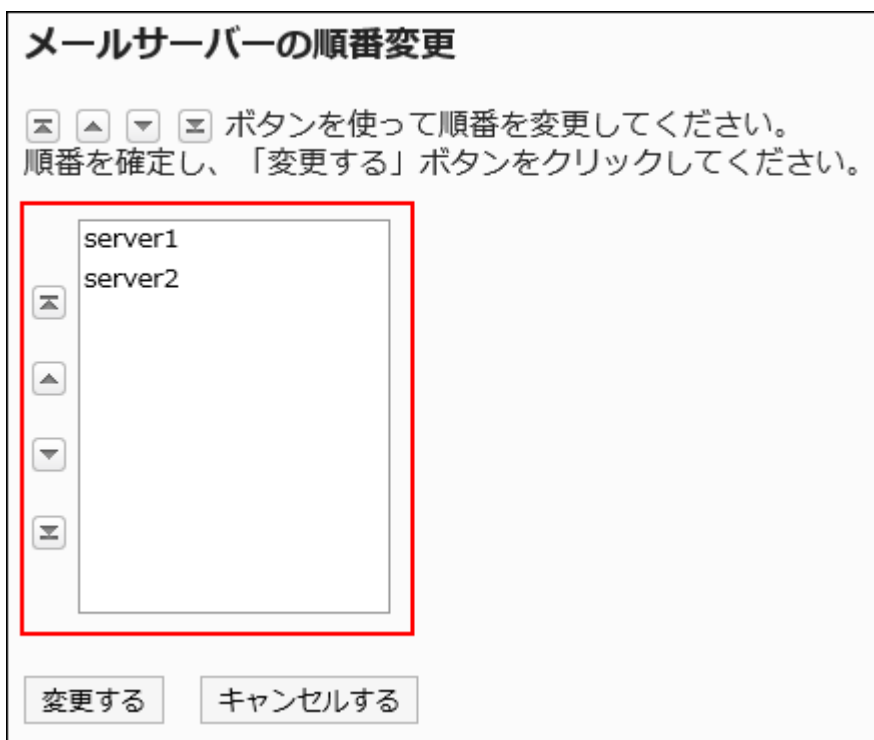 メールサーバーの順番変更
ボタンを使って順番を変更してください。
順番を確定し、「変更する」ボタンをクリックしてください。
server1
server2
変更する
キャンセルする